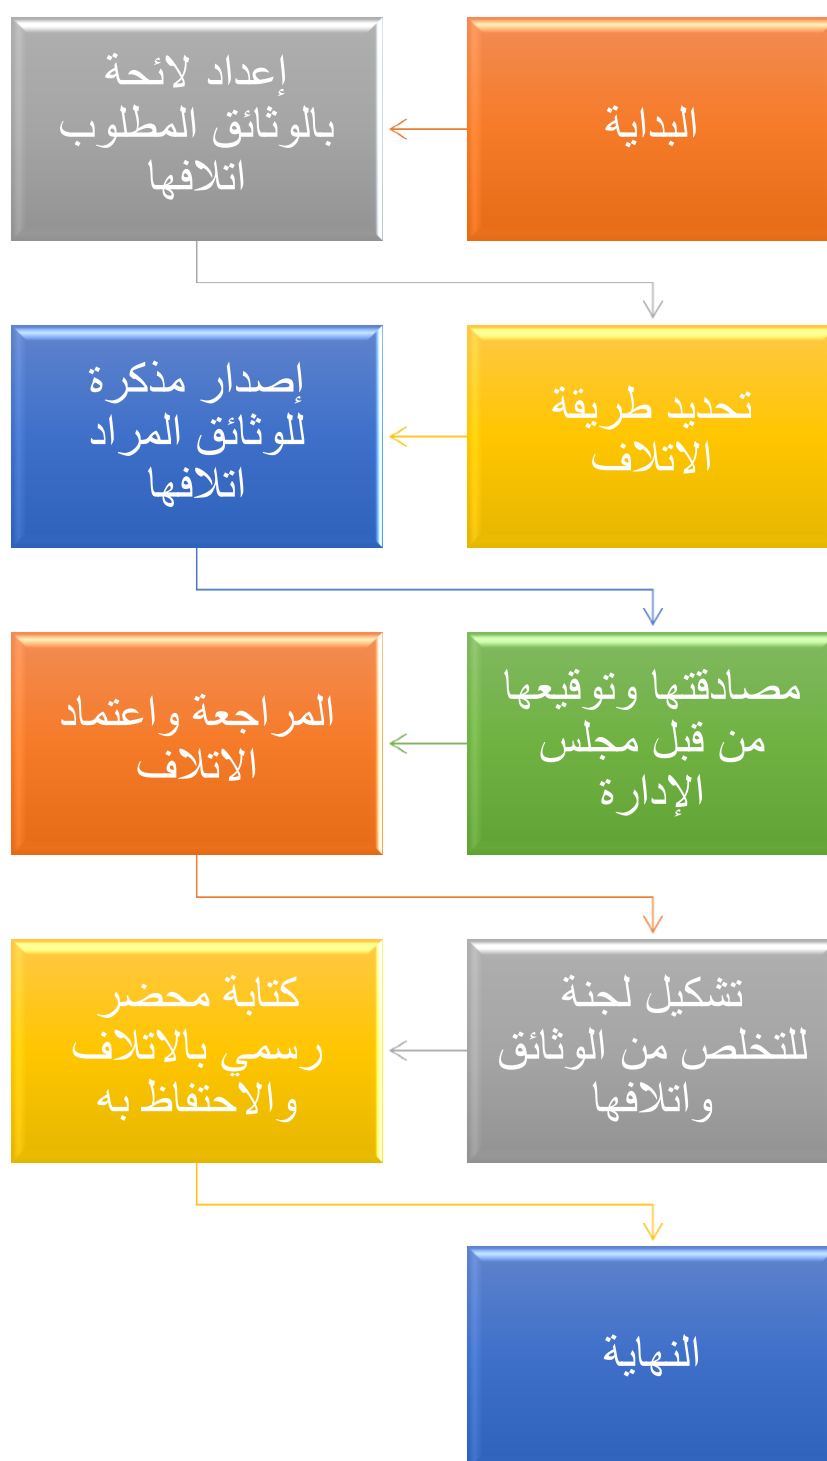 البداية
إعداد لائحة
بالوثائق المطلوب
اتلافها
تحديد طريقة
الاتلاف
إصدار مذكرة
للوثائق المراد
اتلافها
مصادقتها وتوقيعها
من قبل مجلس
الإدارة
المراجعة واعتماد
الاتلاف
تشكيل لجنة
للتخلص من الوثائق
واتلافها
كتابة محضر
رسمي بالاتلاف
والاحتفاظ به
النهاية